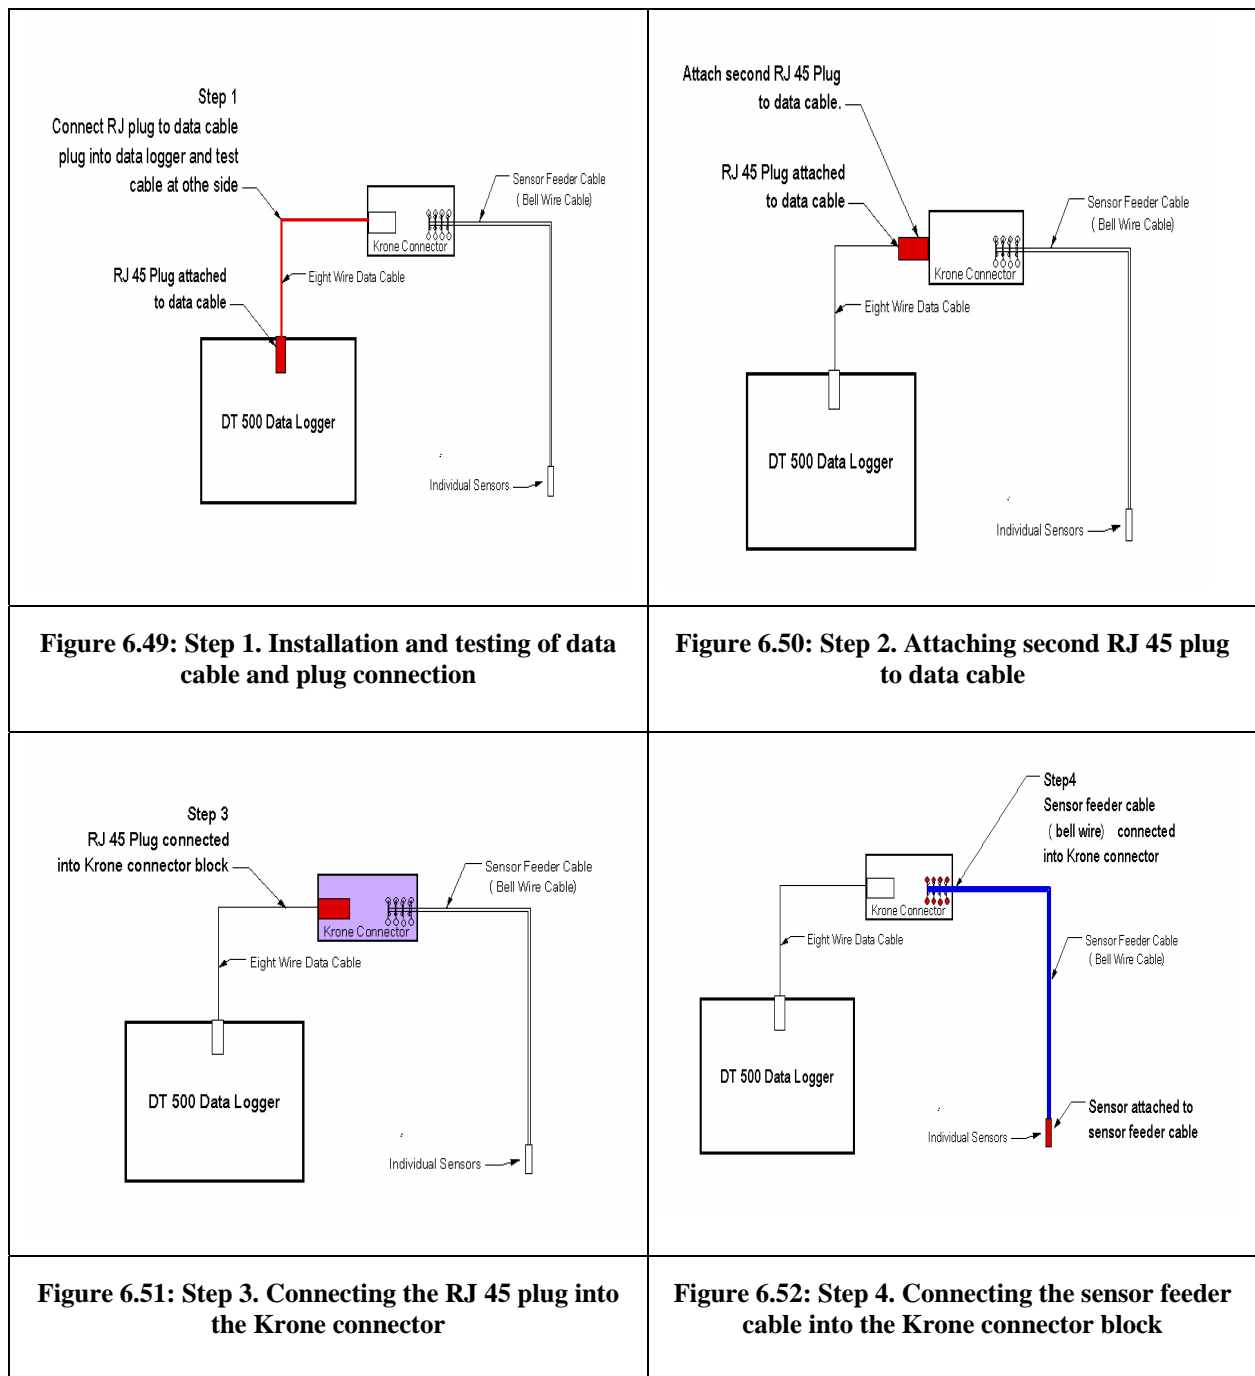 Step 1
Connect RJ plug to data cable
plug into data logger and test
cable at othe side
Sensor Feeder Cable
( Bell Wire Cable)
Krone Connector
RJ 45 Plug attached
to data cable
Eight Wire Data Cable
DT 500 Data Logger
Individual Sensors
Figure 6.49: Step 1. Installation and testing of data
cable and plug connection
Attach second RJ 45 Plug
to data cable.
RJ 45 Plug attached
to data cable
Sensor Feeder Cable
( Bell Wire Cable)
Krone Connector
Eight Wire Data Cable
DT 500 Data Logger
Individual Sensors
Figure 6.50: Step 2. Attaching second RJ 45 plug
to data cable
Step 3
RJ 45 Plug connected
into Krone connector block
Sensor Feeder Cable
( Bell Wire Cable)
Krone Connector
Eight Wire Data Cable
DT 500 Data Logger
Individual Sensors
Figure 6.51: Step 3. Connecting the RJ 45 plug into
the Krone connector
Step4
Sensor feeder cable
( bell wire) connected
into Krone connector
Krone Connector
Eight Wire Data Cable
Sensor Feeder Cable
( Bell Wire Cable)
DT 500 Data Logger
Sensor attached to
sensor feeder cable
Individual Sensors
Figure 6.52: Step 4. Connecting the sensor feeder
cable into the Krone connector block